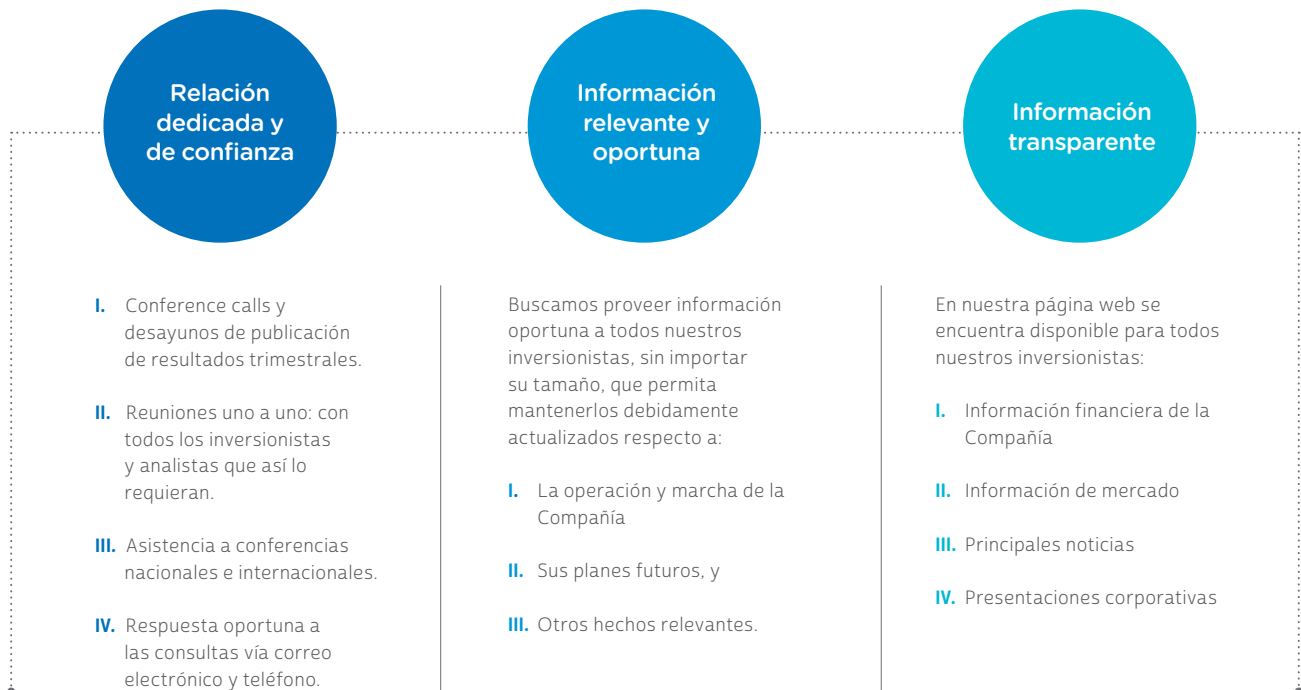 Relación
dedicada y
de confianza
I. Conference calls y
desayunos de publicación
de resultados trimestrales.
II. Reuniones uno a uno: con
todos los inversionistas
y analistas que así lo
requieran.
III. Asistencia a conferencias
nacionales e internacionales.
IV. Respuesta oportuna a
las consultas vía correo
electrónico y teléfono.
Información
relevante y
oportuna
Buscamos proveer información
oportuna a todos nuestros
inversionistas, sin importar
su tamaño, que permita
mantenerlos debidamente
actualizados respecto a:
I. La operación y marcha de la
Compañía
II. Sus planes futuros, y
III. Otros hechos relevantes.
Información
transparente
En nuestra página web se
encuentra disponible para todos
nuestros inversionistas:
I. Información financiera de la
Compañía
II. Información de mercado
III. Principales noticias
IV. Presentaciones corporativas